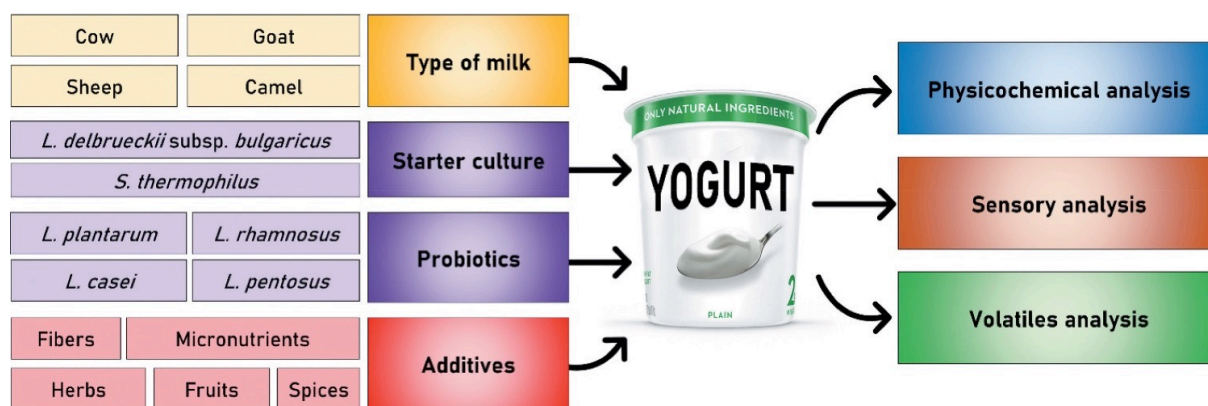 Cow
Goat
Sheep
Camel
Type of milk
L. delbrueckii subsp. bulgaricus
S. thermophilus
Starter culture
L. plantarum
L. rhamnosus
L. casei
L. pentosus
Probiotics
Fibers
Micronutrients
Herbs
Fruits
Spices
Additives
ONLY NATURAL INGREDIENTS
YOGURT
PLAIN
2
Physicochemical analysis
Sensory analysis
Volatiles analysis